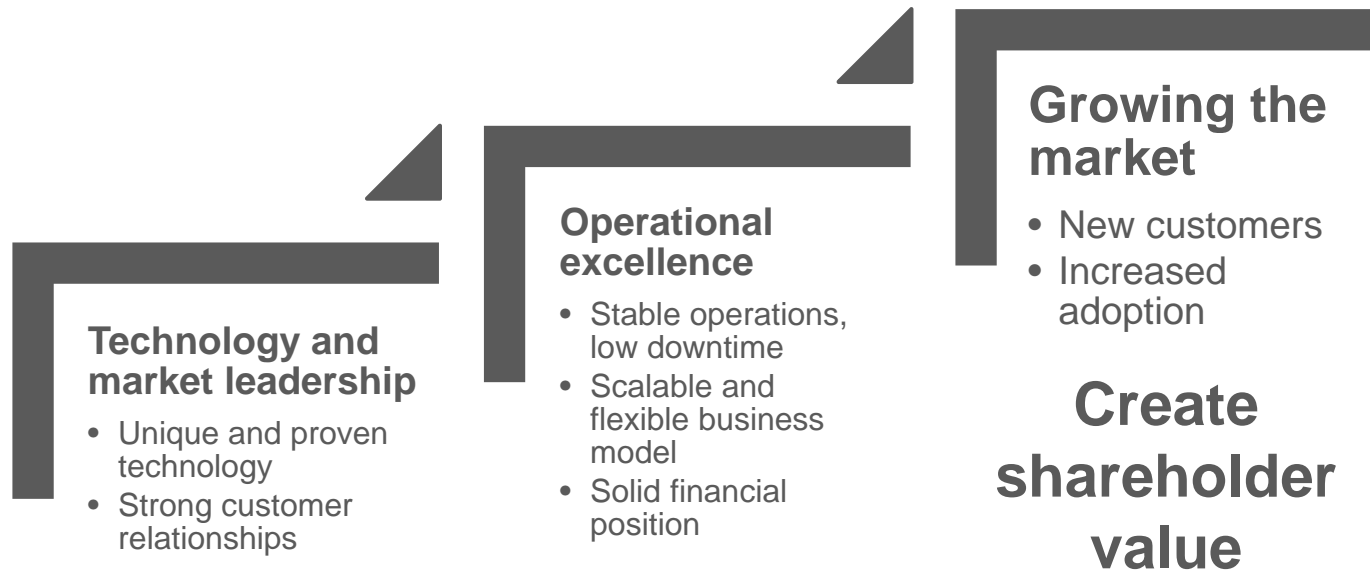 Technology and
market leadership
• Unique and proven
technology
• Strong customer
relationships
Operational
excellence
• Stable operations,
low downtime
• Scalable and
flexible business
model
• Solid financial
position
Growing the
market
• New customers
• Increased
adoption
Create
shareholder
value